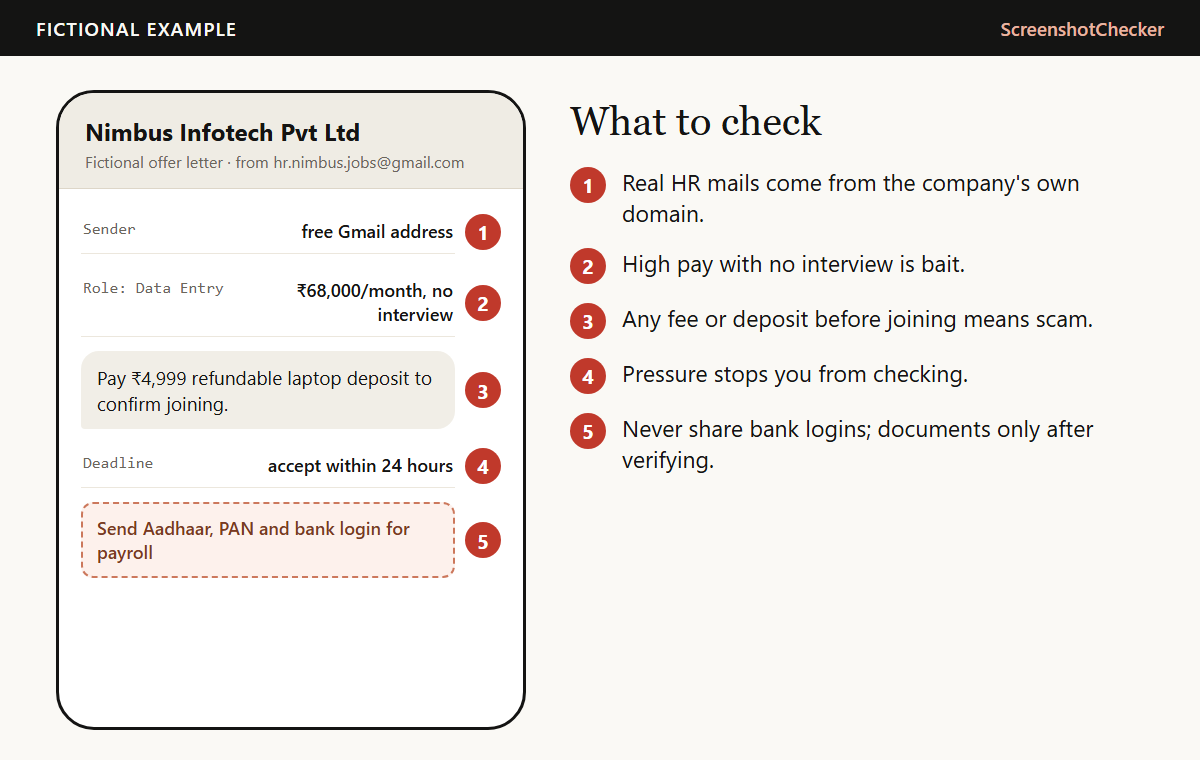 FICTIONAL EXAMPLE
ScreenshotChecker
Nimbus Infotech Pvt Ltd
Fictional offer letter · from hr.nimbus.jobs@gmail.com
Sender
free Gmail address
1
Role: Data Entry
₹68,000/month, no
interview
2
Pay ₹4,999 refundable laptop deposit to
confirm joining.
3
Deadline
accept within 24 hours
4
Send Aadhaar, PAN and bank login for
payroll
5
What to check
1 Real HR mails come from the company's own
domain.
2 High pay with no interview is bait.
3 Any fee or deposit before joining means scam.
4 Pressure stops you from checking.
5 Never share bank logins; documents only after
verifying.